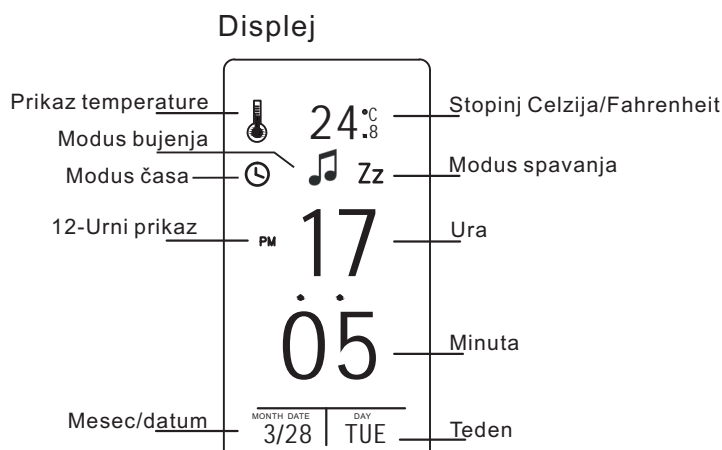 Displej
Prikaz temperature
24.8 °C
Stopinj Celzija/Fahrenheit
Modus bujenja
Modus časa
Zz
Modus spavanja
12-Urni prikaz
PM
17
Ura
05
Minuta
Mesec/datum
MONTH DATE
3/28
DAY
TUE
Teden